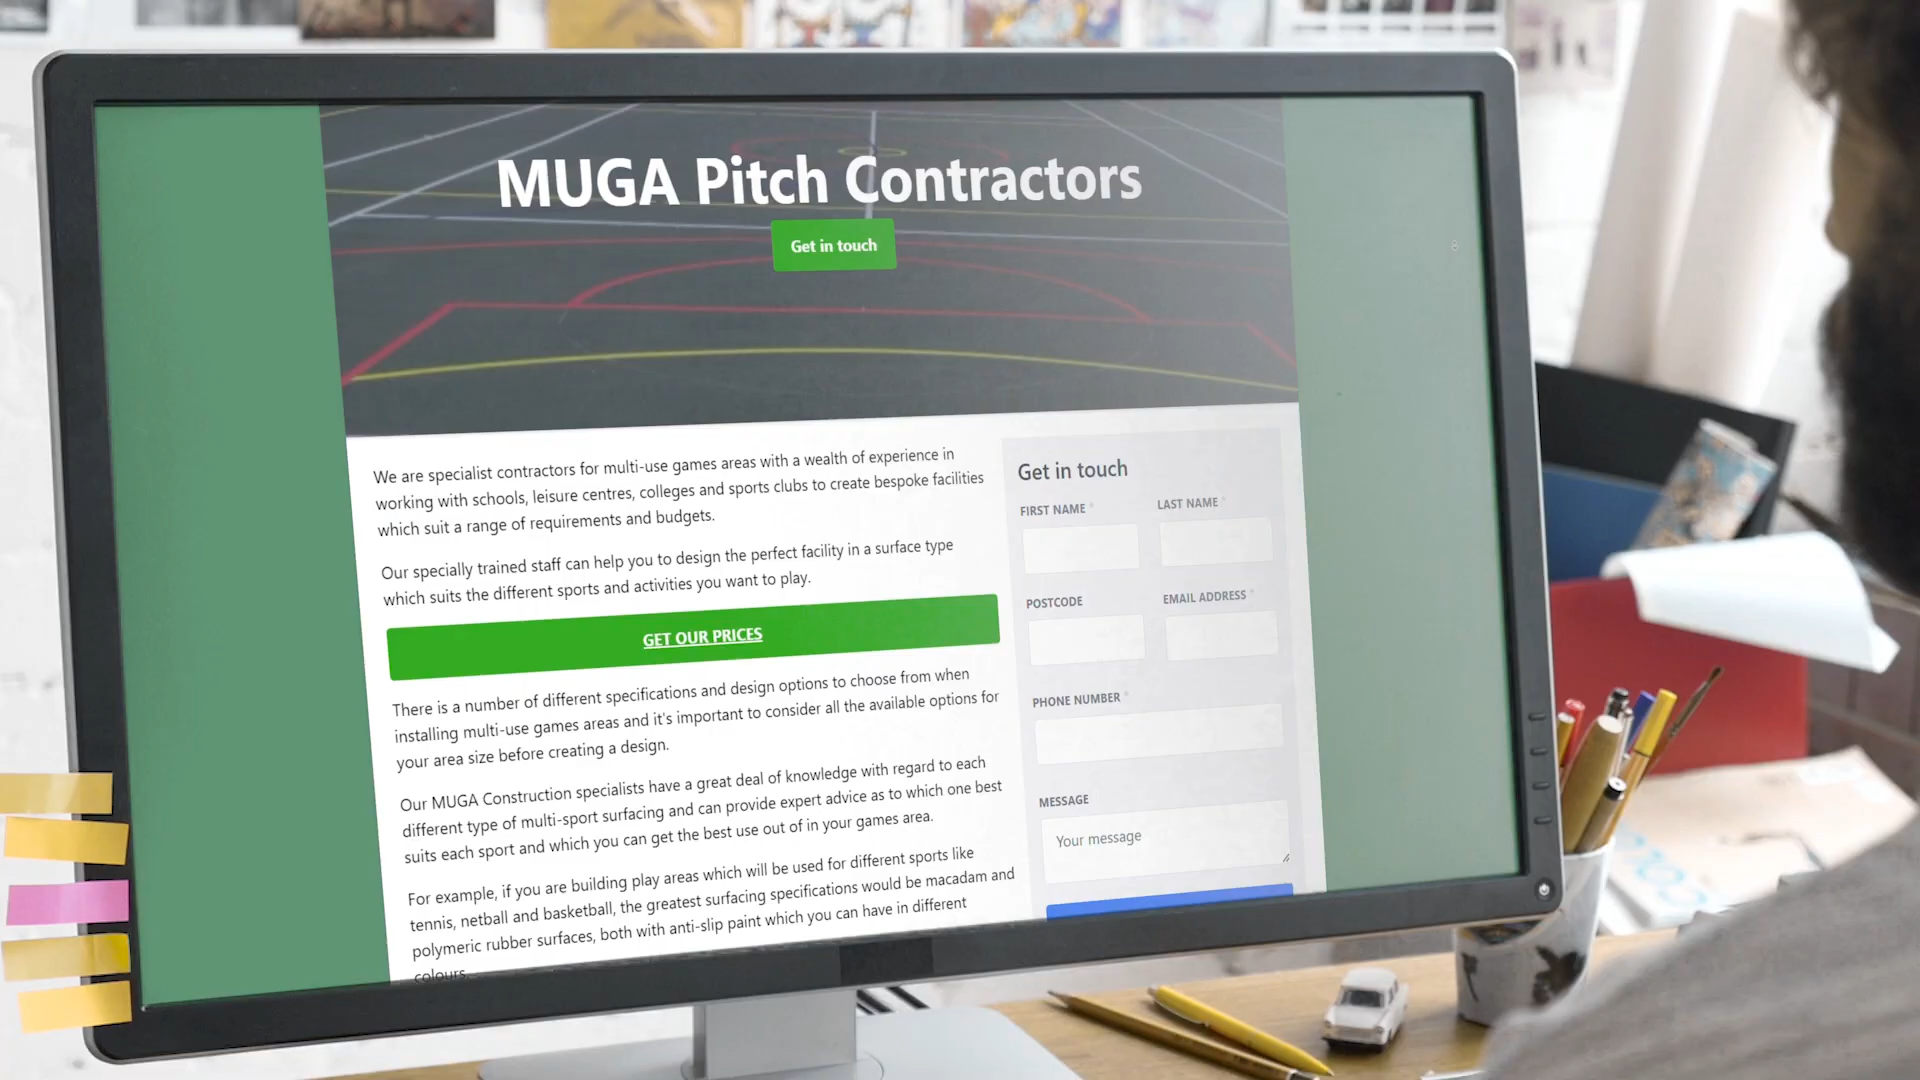 MUGA Pitch Contractors
Get in touch
We are specialist contractors for multi-use games areas with a wealth of experience in
working with schools, leisure centres, colleges and sports clubs to create bespoke facilities
which suit a range of requirements and budgets.
Our specially trained staff can help you to design the perfect facility in a surface type
which suits the different sports and activities you want to play.
GET OUR PRICES
There is a number of different specifications and design options to choose from when
installing multi-use games areas and it's important to consider all the available options for
your area size before creating a design.
Our MUGA Construction specialists have a great deal of knowledge with regard to each
different type of multi-sport surfacing and can provide expert advice as to which one best
suits each sport and which you can get the best use out of in your games area.
For example, if you are building play areas which will be used for different sports like
tennis, netball and basketball, the greatest surfacing specifications would be macadam and
polymeric rubber surfaces, both with anti-slip paint which you can have in different
colours.
Get in touch
FIRST NAME *
LAST NAME *
POSTCODE
EMAIL ADDRESS *
PHONE NUMBER *
MESSAGE
Your message